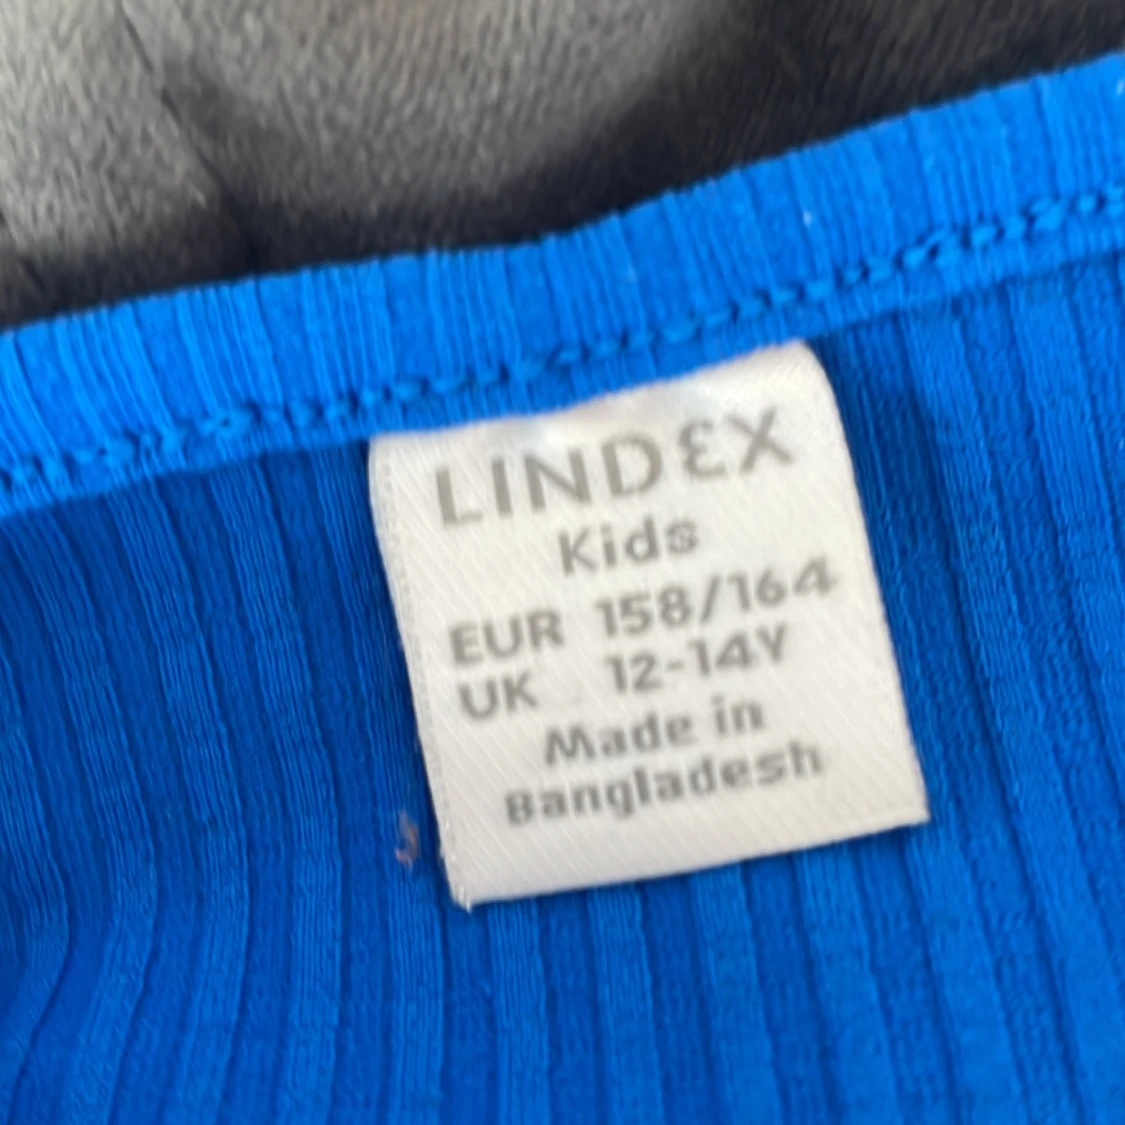 LINDEX
Kids
EUR 158/164
UK 12-14Y
Made in
Bangladesh